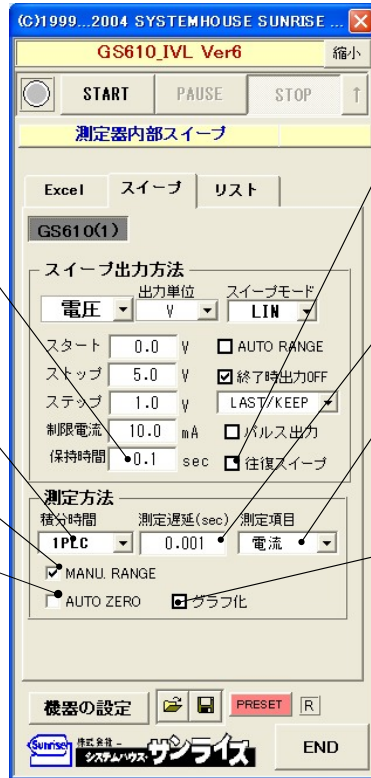 (C)1999...2004 SYSTEMHOUSE SUNRISE ...
GS610_IVL Ver6 縮小
START PAUSE STOP ↑
測定器内部スイープ
Excel スイープ リスト
GS610(1)
スイープ出力方法
出力単位 スイープモード
電圧 V LIN
スタート 0.0 V AUTO RANGE
ストップ 5.0 V 終了時出力OFF
ステップ 1.0 V LAST/KEEP
制限電流 10.0 mA パルス出力
保持時間 0.1 sec 往復スイープ
測定方法
積分時間 測定遅延(sec) 測定項目
1PLC 0.001 電流
MANU. RANGE
AUTO ZERO グラフ化
機器の設定 PRESET R
Sunrise 株式会社 システムハウス・サンライズ END